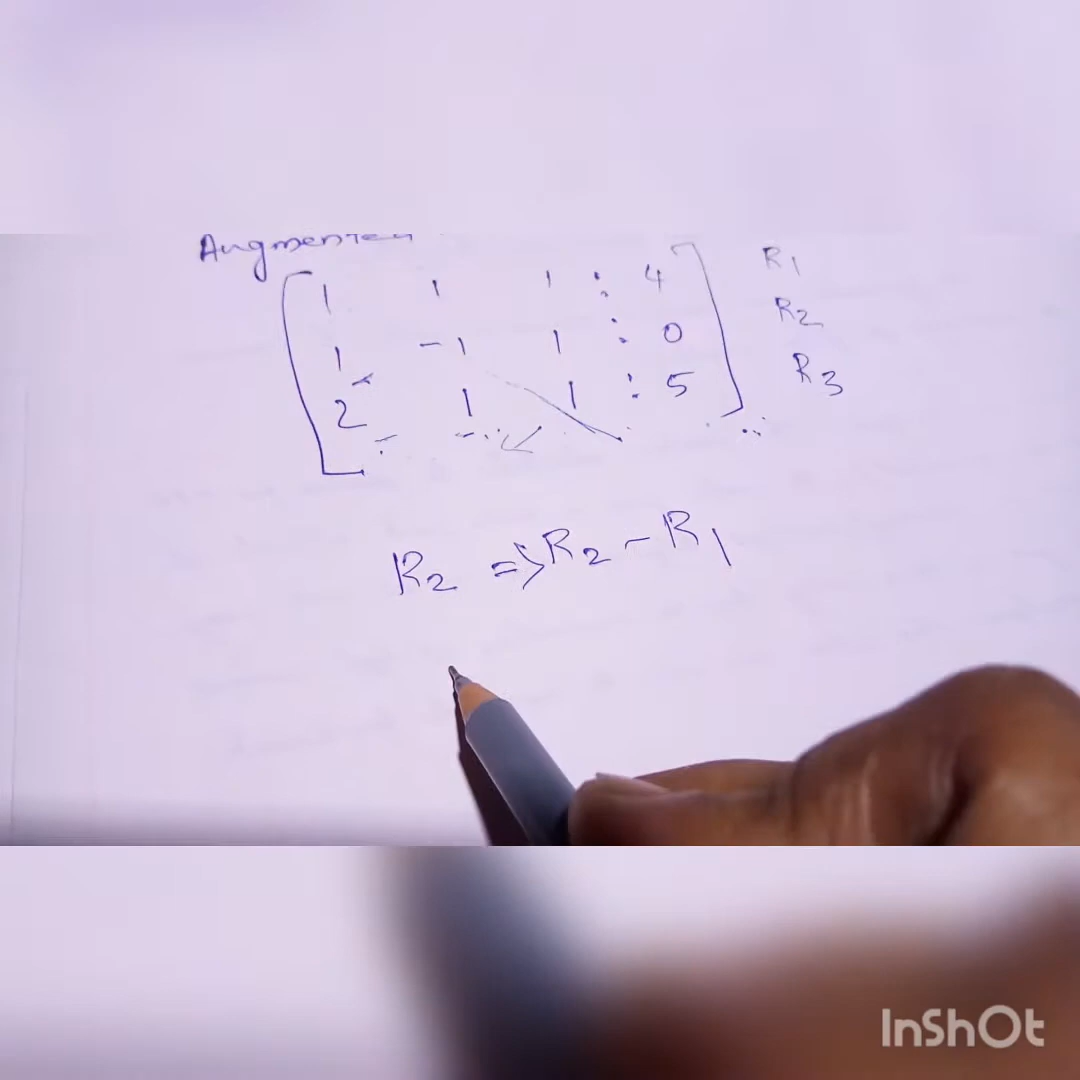 Augmented
1 1 1 : 4 R1
1 -1 1 : 0 R2
2 1 1 : 5 R3
R2 => R2 - R1
InShOt